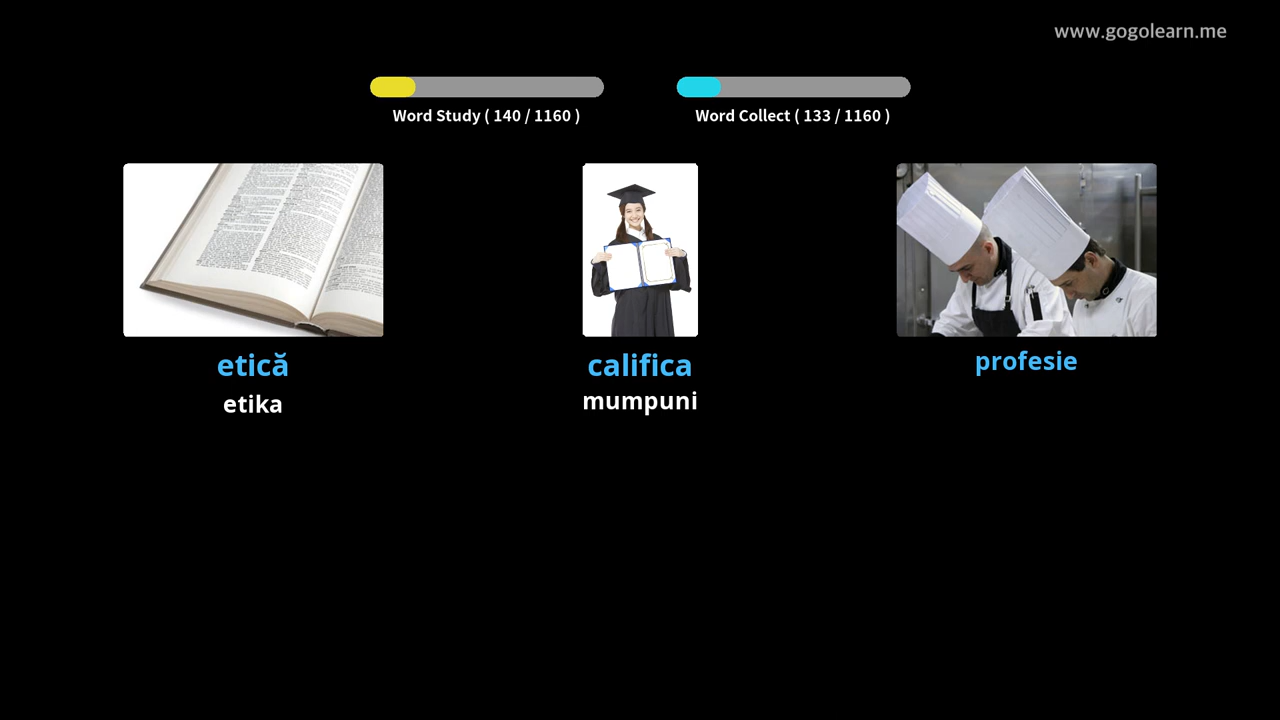 www.gogolearn.me
Word Study ( 140 / 1160 )
Word Collect ( 133 / 1160 )
etică
califica
profesie
etika
mumpuni